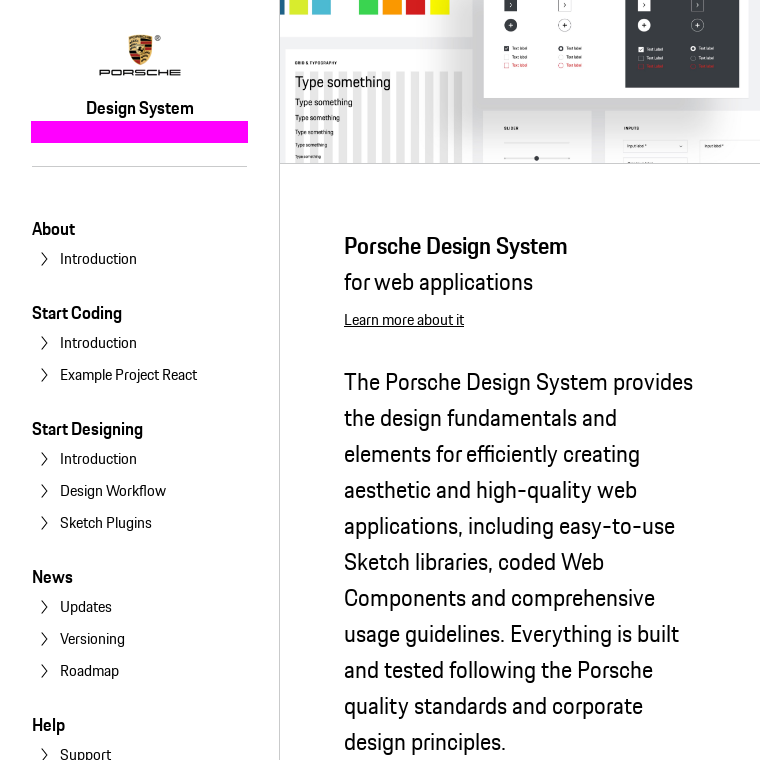 PORSCHE
Design System
About
Introduction
Start Coding
Introduction
Example Project React
Start Designing
Introduction
Design Workflow
Sketch Plugins
News
Updates
Versioning
Roadmap
Help
Support
GRID & TYPOGRAPHY
Type something
Type something
Type something
Type something
Type something
Type something
Text label
Text label
Text label
Text label
Text label
Text label
Text label
Text label
Text label
Text label
Text label
Text label
SLIDER
INPUTS
Input label *
Input label *
Porsche Design System
for web applications
Learn more about it
The Porsche Design System provides
the design fundamentals and
elements for efficiently creating
aesthetic and high-quality web
applications, including easy-to-use
Sketch libraries, coded Web
Components and comprehensive
usage guidelines. Everything is built
and tested following the Porsche
quality standards and corporate
design principles.